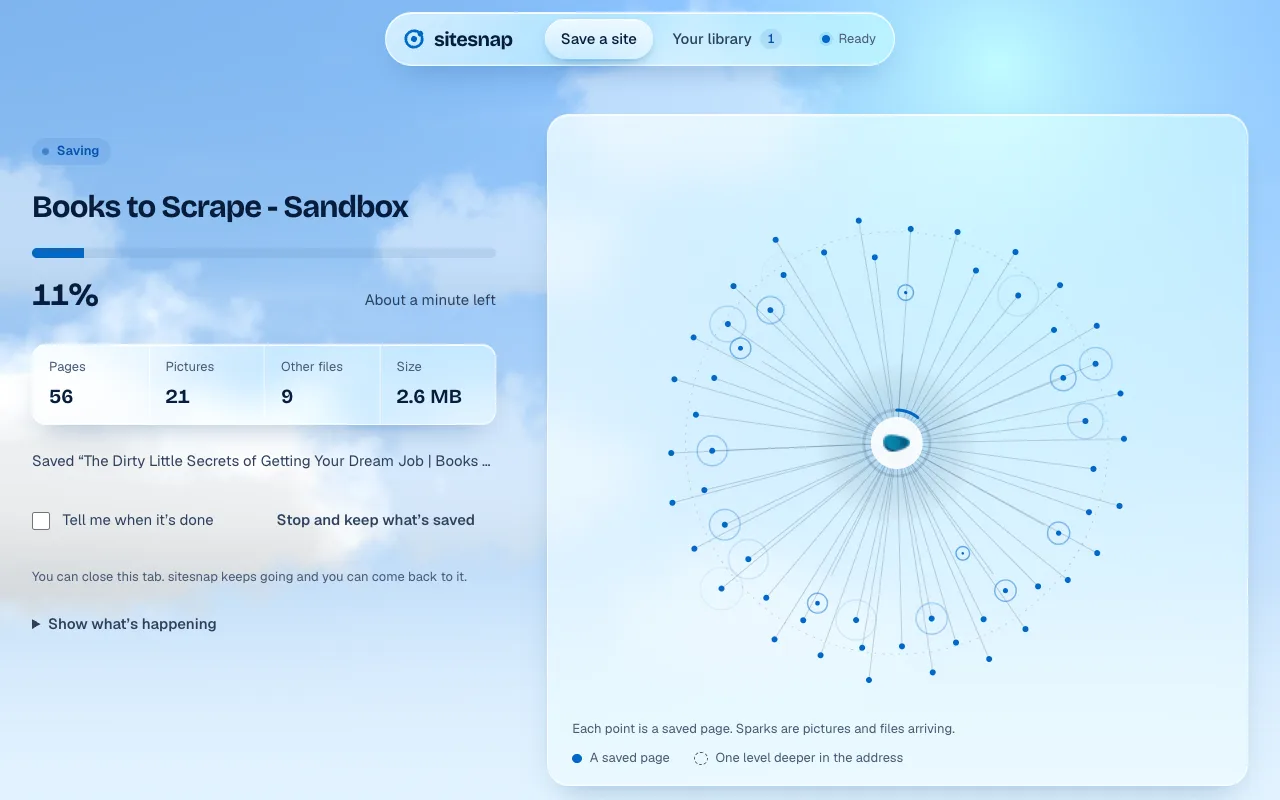 sitesnap
Save a site
Your library 1
Ready
Saving
Books to Scrape - Sandbox
11%
About a minute left
Pages
56
Pictures
21
Other files
9
Size
2.6 MB
Saved “The Dirty Little Secrets of Getting Your Dream Job | Books ...
Tell me when it’s done
Stop and keep what’s saved
You can close this tab. sitesnap keeps going and you can come back to it.
Show what’s happening
Each point is a saved page. Sparks are pictures and files arriving.
A saved page
One level deeper in the address